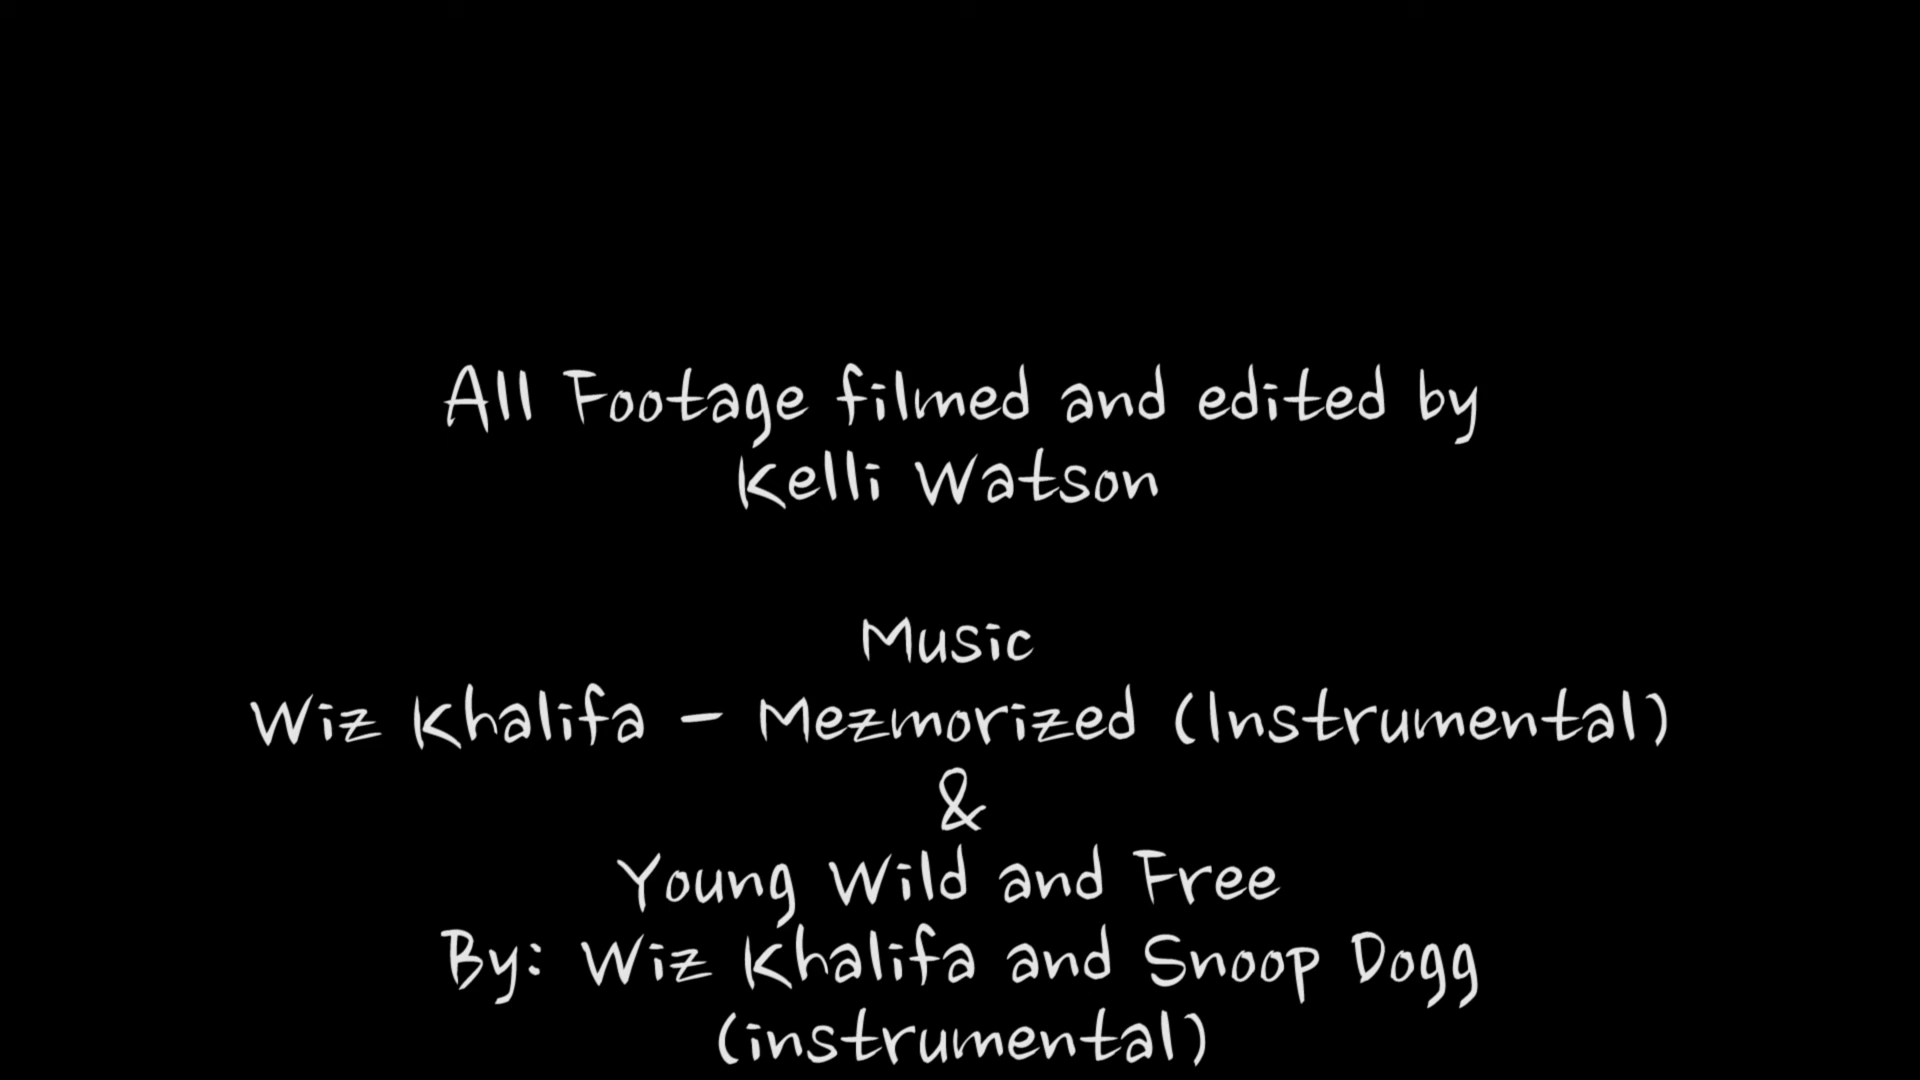 All Footage filmed and edited by
Kelli Watson
Music
Wiz Khalifa - Mezmorized (Instrumental)
&
Young Wild and Free
By: Wiz Khalifa and Snoop Dogg
(instrumental)